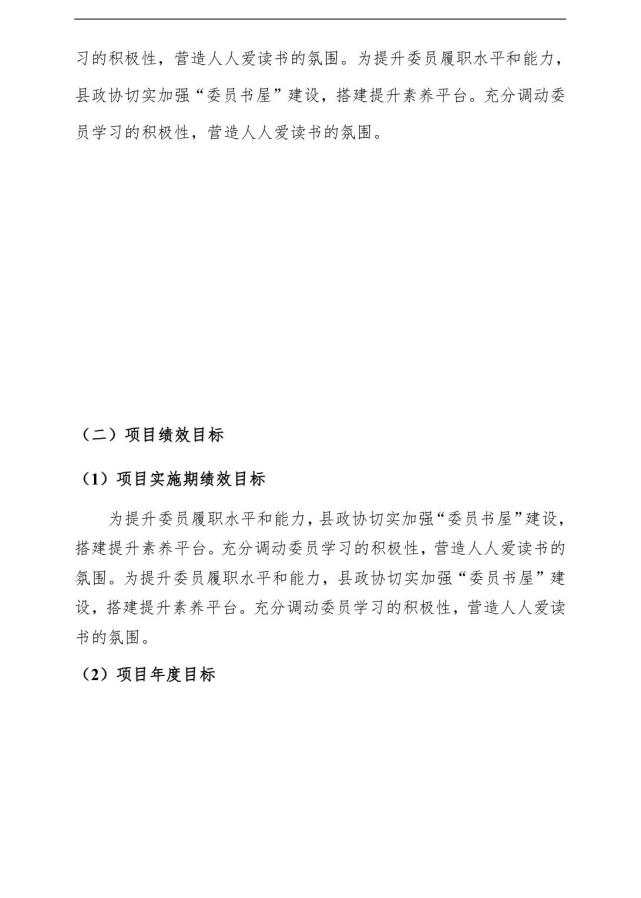 习的积极性，营造人人爱读书的氛围。为提升委员履职水平和能力，
县政协切实加强“委员书屋”建设，搭建提升素养平台。充分调动委
员学习的积极性，营造人人爱读书的氛围。
（二）项目绩效目标
（1）项目实施期绩效目标
为提升委员履职水平和能力，县政协切实加强“委员书屋”建设，
搭建提升素养平台。充分调动委员学习的积极性，营造人人爱读书的
氛围。为提升委员履职水平和能力，县政协切实加强“委员书屋”建
设，搭建提升素养平台。充分调动委员学习的积极性，营造人人爱读
书的氛围。
（2）项目年度目标